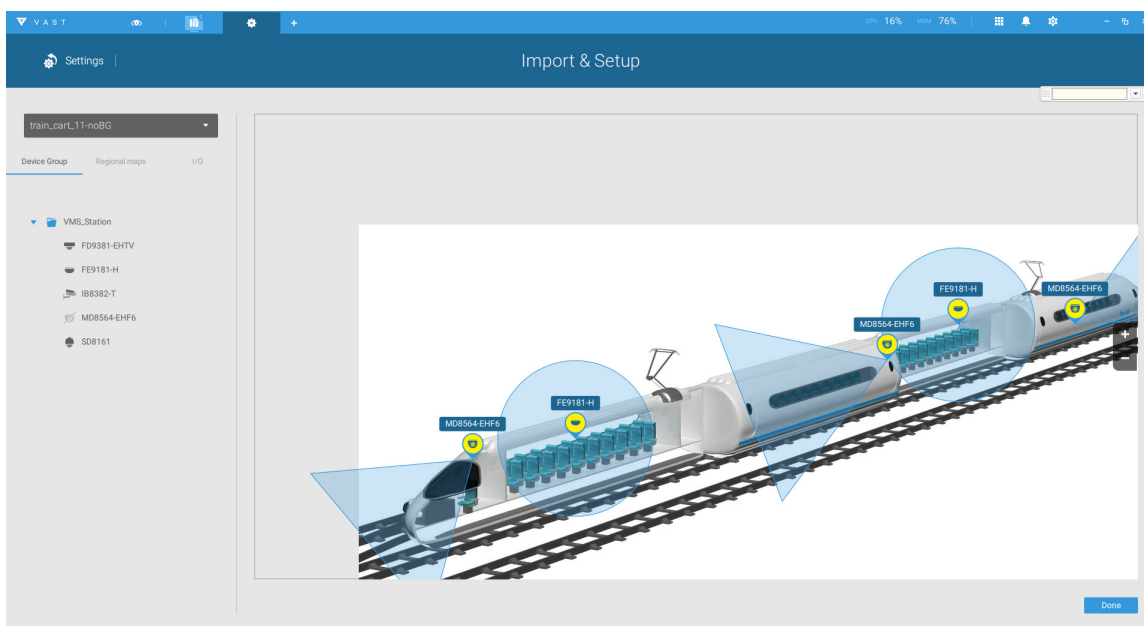 VAST
CPU 16% MEM 76%
Settings
Import & Setup
train_cart_11-noBG
Device Group Regional maps I/O
VMS_Station
FD9381-EHTV
FE9181-H
IB8382-T
MD8564-EHF6
SD8161
FE9181-H
MD8564-EHF6
MD8564-EHF6
FE9181-H
MD8564-EHF6
Done